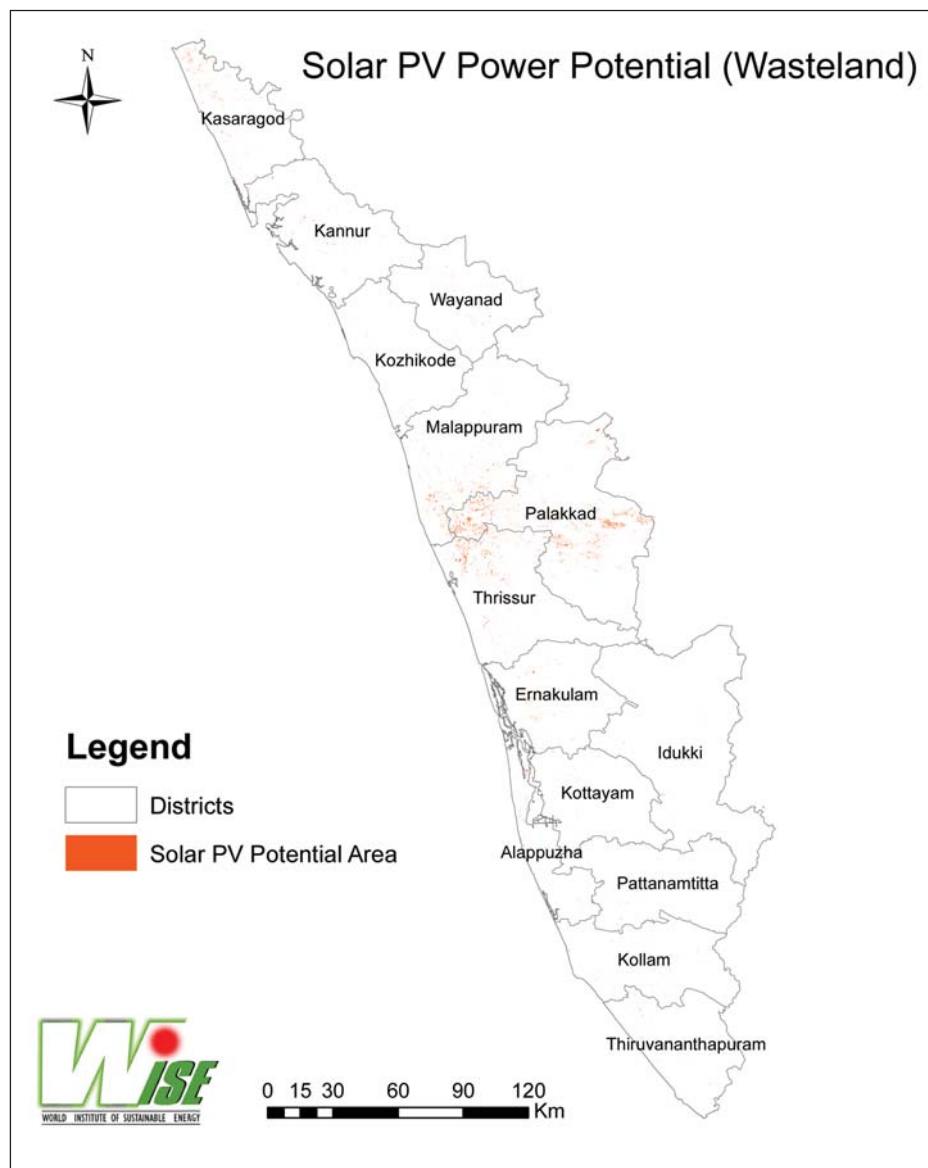 Solar PV Power Potential (Wasteland)
N
Kasaragod
Kannur
Wayanad
Kozhikode
Malappuram
Palakkad
Thrissur
Ernakulam
Idukki
Kottayam
Alappuzha
Pattanamtitta
Kollam
Thiruvananthapuram
Legend
Districts
Solar PV Potential Area
WISE
WORLD INSTITUTE OF SUSTAINABLE ENERGY
0 15 30 60 90 120
Km